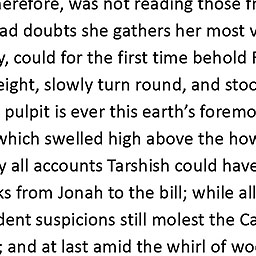 was not reading those
ad doubts she gathers her most
could for the first time behold
eight, slowly turn round, and stoo
pulpit is ever this earth's foremo
which swelled high above the how
y all accounts Tarshish could have
ks from Jonah to the bill; while all
dent suspicions still molest the Ca
; and at last amid the whirl of wo